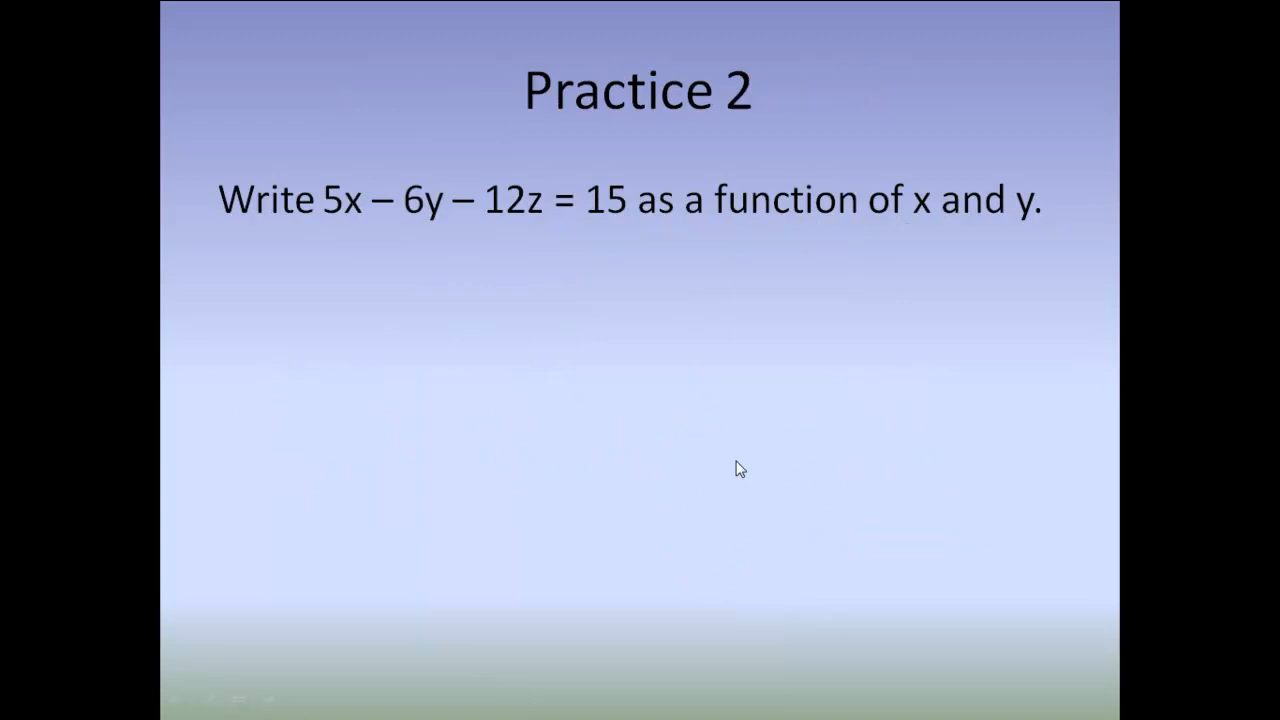 Practice 2
Write 5x – 6y – 12z = 15 as a function of x and y.